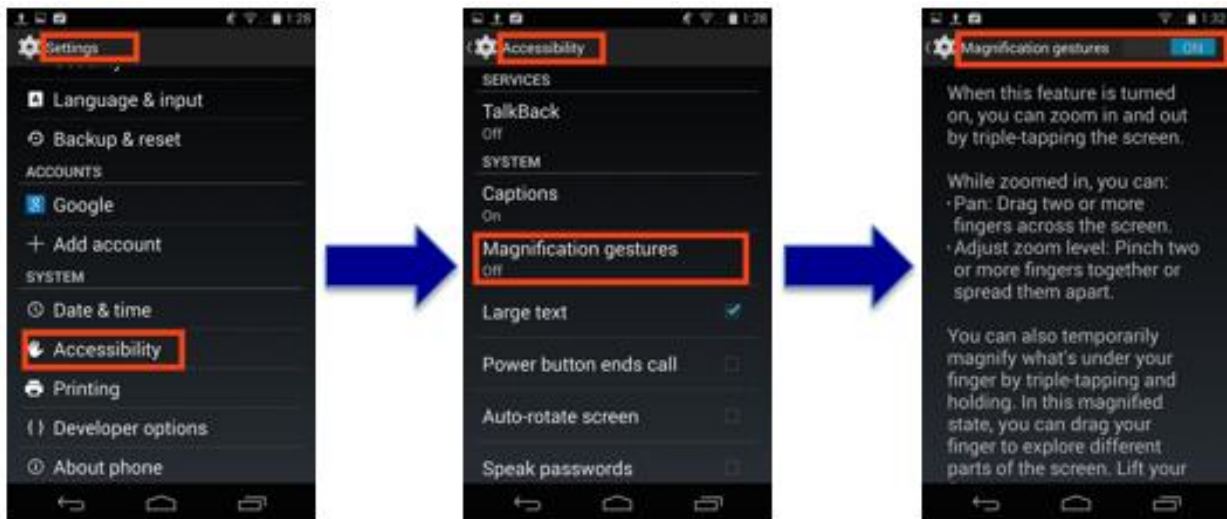 1:28
Settings
Language & input
Backup & reset
ACCOUNTS
Google
Add account
SYSTEM
Date & time
Accessibility
Printing
Developer options
About phone
1:28
Accessibility
SERVICES
TalkBack
Off
SYSTEM
Captions
On
Magnification gestures
Off
Large text
Power button ends call
Auto-rotate screen
Speak passwords
1:32
Magnification gestures ON
When this feature is turned
on, you can zoom in and out
by triple-tapping the screen.
While zoomed in, you can:
·Pan: Drag two or more
fingers across the screen.
·Adjust zoom level: Pinch two
or more fingers together or
spread them apart.
You can also temporarily
magnify what's under your
finger by triple-tapping and
holding. In this magnified
state, you can drag your
finger to explore different
parts of the screen. Lift your